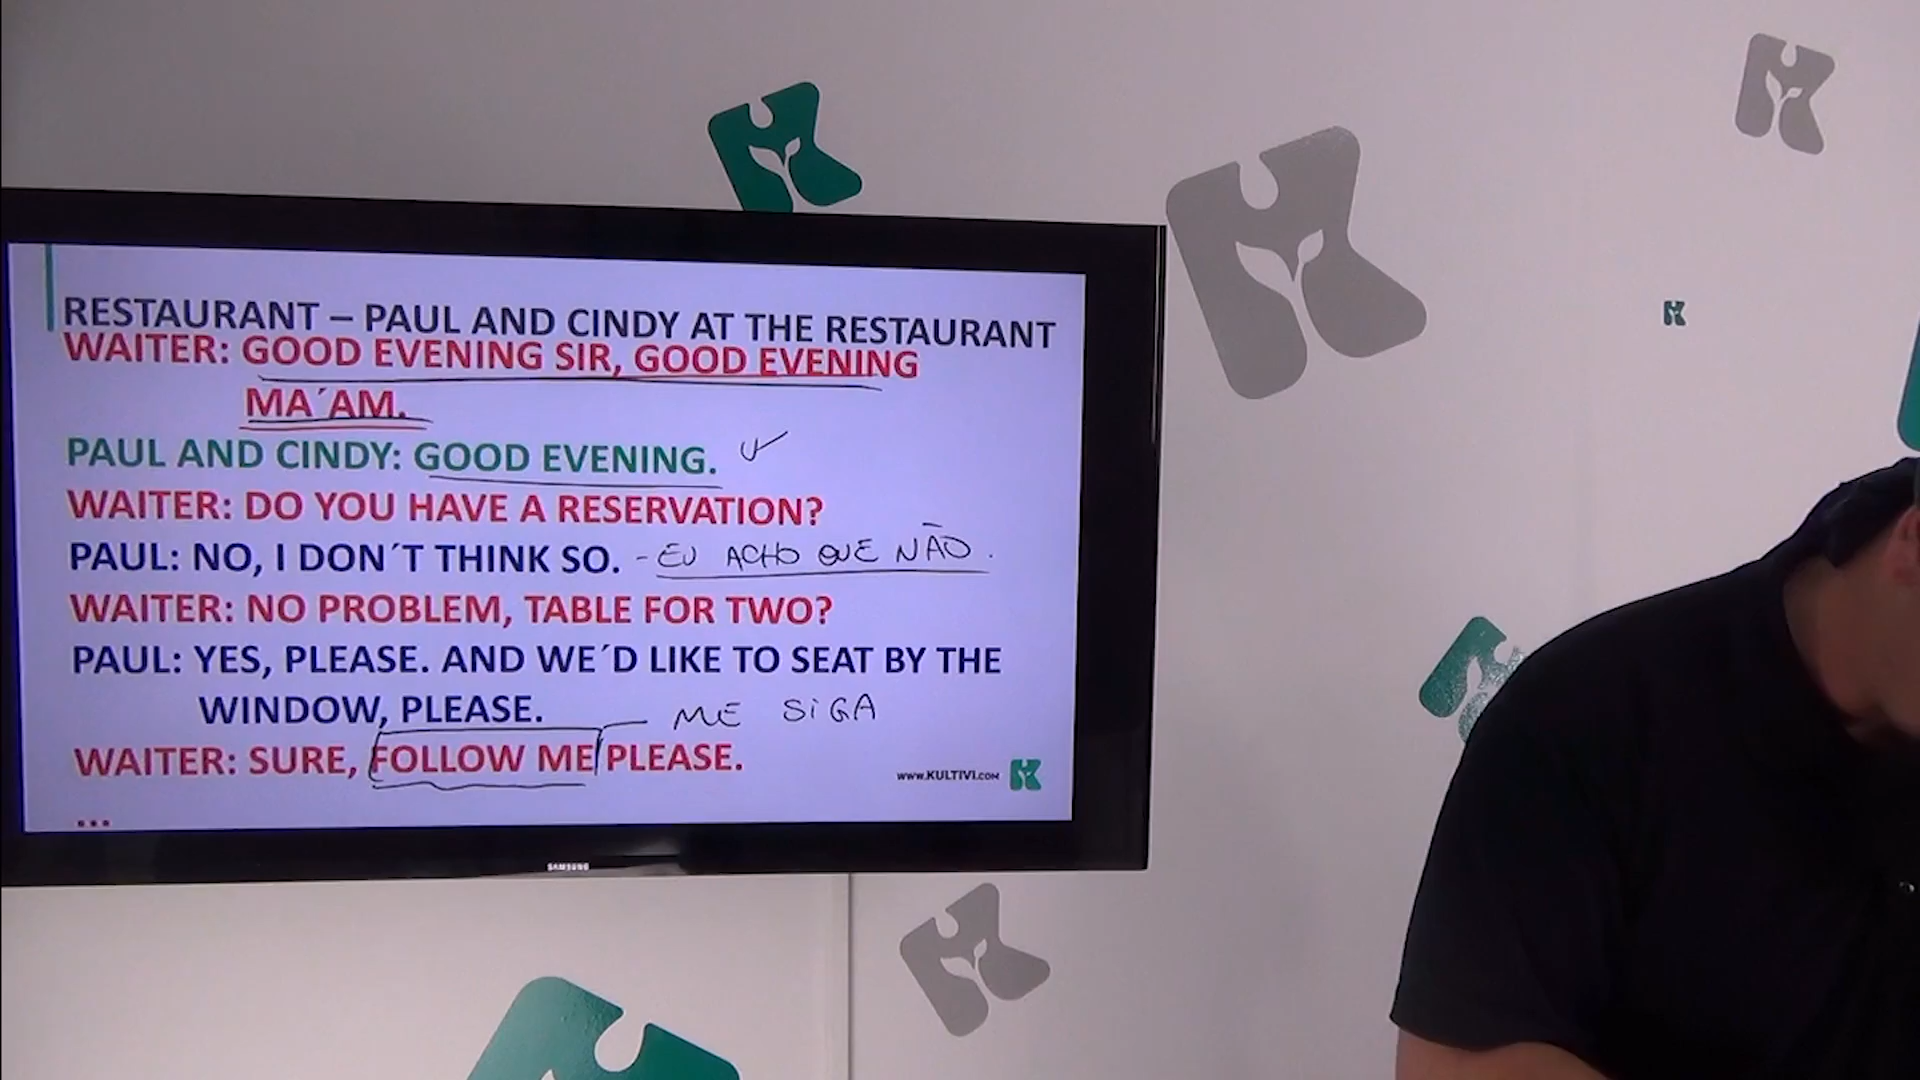 RESTAURANT – PAUL AND CINDY AT THE RESTAURANT
WAITER: GOOD EVENING SIR, GOOD EVENING
MA´AM.
PAUL AND CINDY: GOOD EVENING.
WAITER: DO YOU HAVE A RESERVATION?
PAUL: NO, I DON´T THINK SO. - EU ACHO QUE NÃO.
WAITER: NO PROBLEM, TABLE FOR TWO?
PAUL: YES, PLEASE. AND WE´D LIKE TO SEAT BY THE
WINDOW, PLEASE. ME SIGA
WAITER: SURE, FOLLOW ME PLEASE.
WWW.KULTIVI.COM
...
SAMSUNG